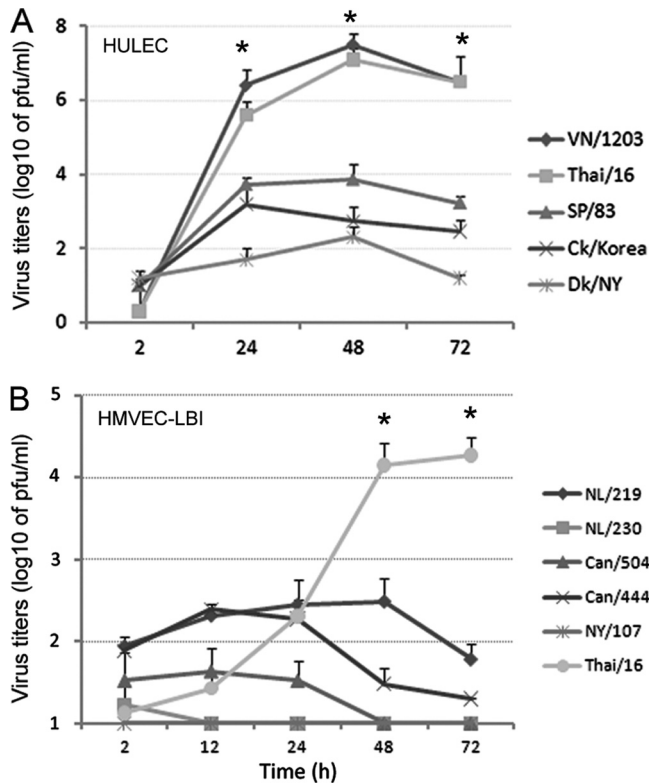 A
HULEC
Virus titers (log10 of pfu/ml)
8
6
4
2
0
*
*
*
2 24 48 72
VN/1203
Thai/16
SP/83
Ck/Korea
Dk/NY
B
HMVEC-LBI
Virus titers (log10 of pfu/ml)
5
4
3
2
1
*
*
2 12 24 48 72
Time (h)
NL/219
NL/230
Can/504
Can/444
NY/107
Thai/16